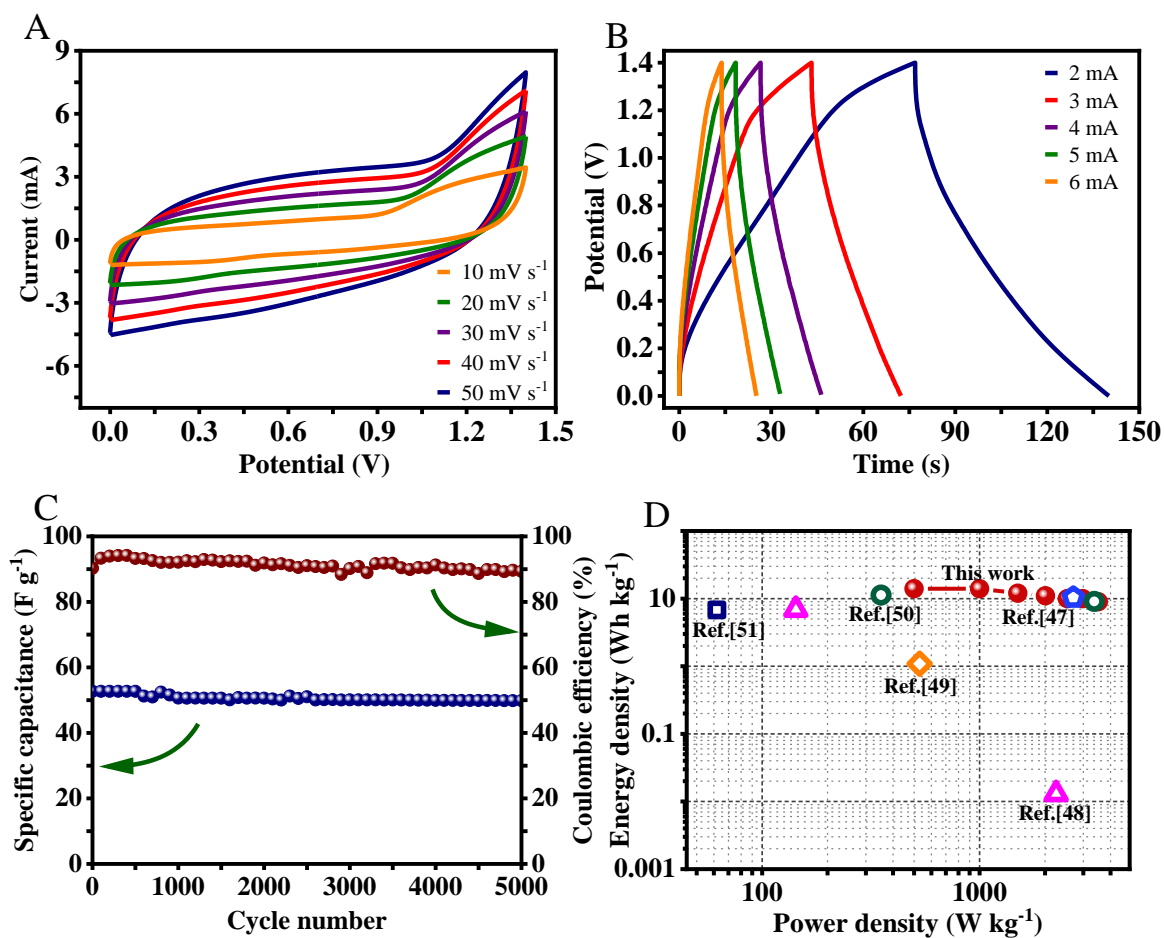 A
9
6
3
0
-3
-6
Current (mA)
10 mV s-1
20 mV s-1
30 mV s-1
40 mV s-1
50 mV s-1
0.0 0.3 0.6 0.9 1.2 1.5
Potential (V)
B
1.4
1.2
1.0
0.8
0.6
0.4
0.2
0.0
Potential (V)
2 mA
3 mA
4 mA
5 mA
6 mA
0 30 60 90 120 150
Time (s)
C
100
80
60
40
20
0
Specific capacitance (F g-1)
100
80
60
40
20
0
Coulombic efficiency (%)
0 1000 2000 3000 4000 5000
Cycle number
D
10
0.1
0.001
Energy density (Wh kg-1)
This work
Ref.[51]
Ref.[50]
Ref.[47]
Ref.[49]
Ref.[48]
100 1000
Power density (W kg-1)